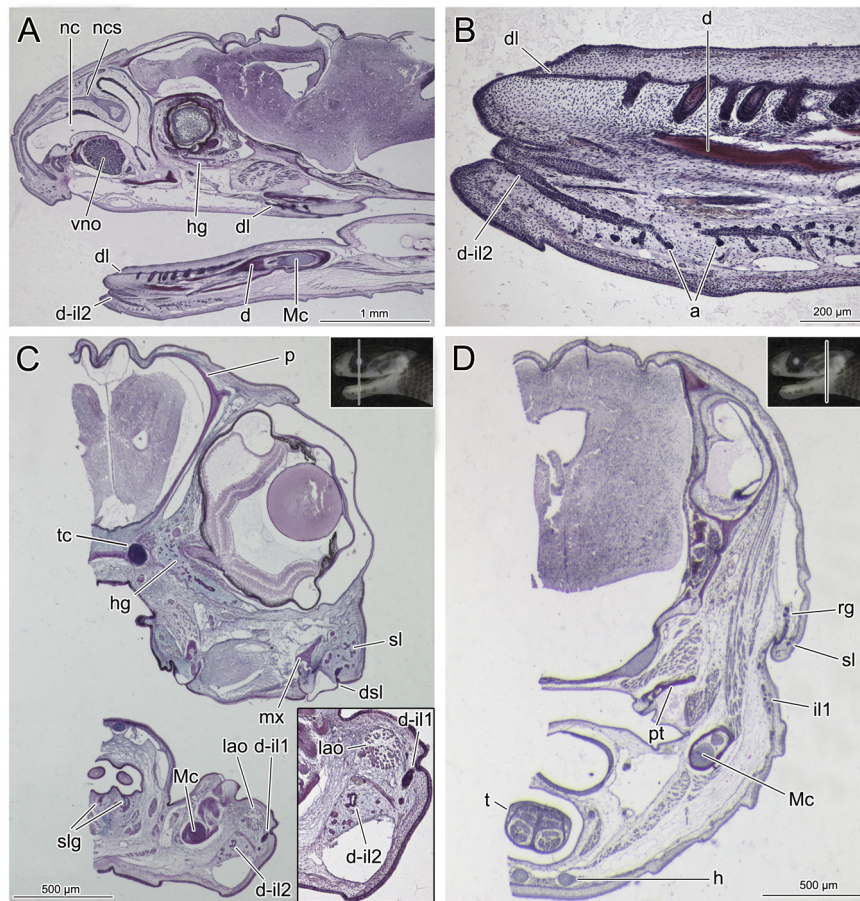 A
nc
ncs
vno
hg
dl
dl
d-il2
d
Mc
1 mm
B
dl
d
d-il2
a
200 µm
C
p
tc
hg
sl
dsl
mx
Mc
lao
d-il1
slg
d-il2
500 µm
lao
d-il1
d-il2
D
rg
sl
il1
pt
Mc
t
h
500 µm